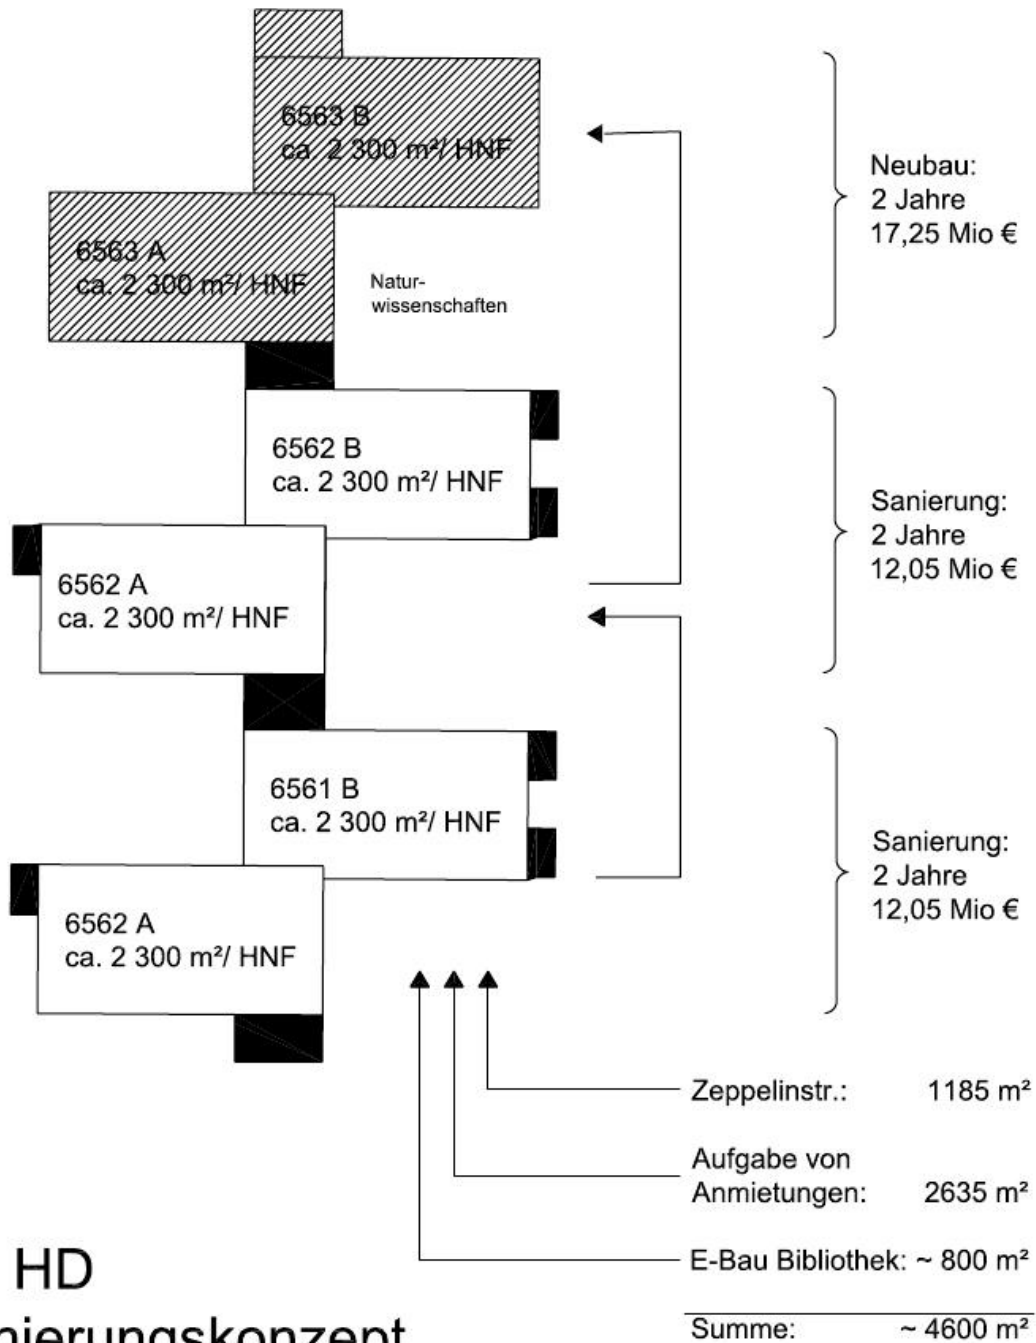 6563 B
ca. 2 300 m²/ HNF
Neubau:
2 Jahre
17,25 Mio €
6563 A
ca. 2 300 m²/ HNF
Natur-
wissenschaften
6562 B
ca. 2 300 m²/ HNF
Sanierung:
2 Jahre
12,05 Mio €
6562 A
ca. 2 300 m²/ HNF
6561 B
ca. 2 300 m²/ HNF
Sanierung:
2 Jahre
12,05 Mio €
6562 A
ca. 2 300 m²/ HNF
Zeppelinstr.: 1185 m²
Aufgabe von
Anmietungen: 2635 m²
E-Bau Bibliothek: ~ 800 m²
Summe: ~ 4600 m²
HD
nierungskonzept